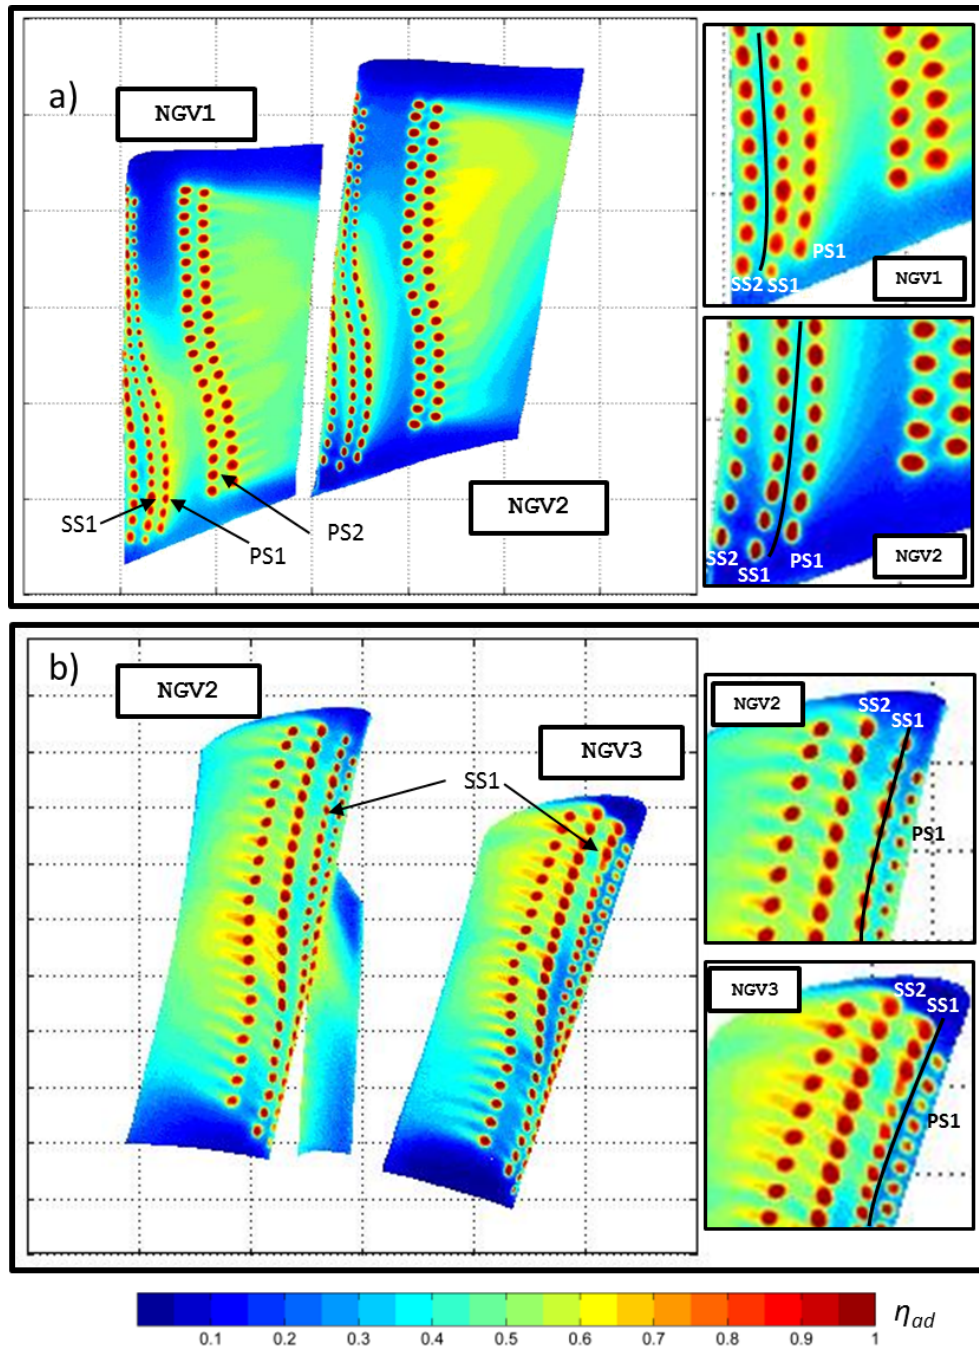 a)
NGV1
NGV2
SS1
PS1
PS2
SS2 SS1
PS1
NGV1
SS2
SS1
PS1
NGV2
b)
NGV2
NGV3
SS1
NGV2
SS2
SS1
PS1
NGV3
SS2
SS1
PS1
0.1 0.2 0.3 0.4 0.5 0.6 0.7 0.8 0.9 1
η_ad